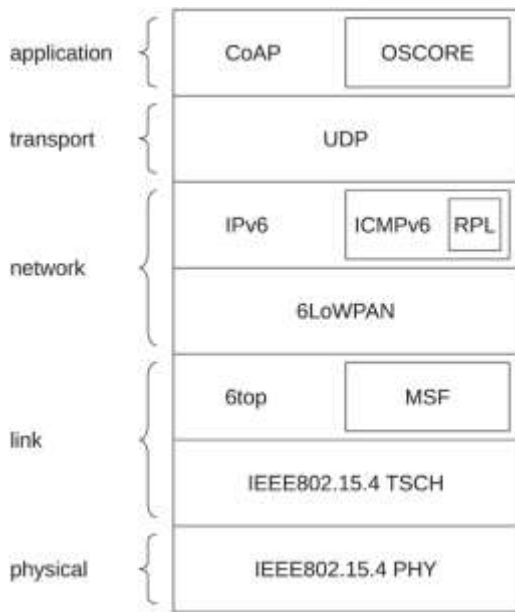 application
CoAP
OSCORE
transport
UDP
IPv6
ICMPv6
RPL
network
6LoWPAN
6top
MSF
link
IEEE802.15.4 TSCH
physical
IEEE802.15.4 PHY